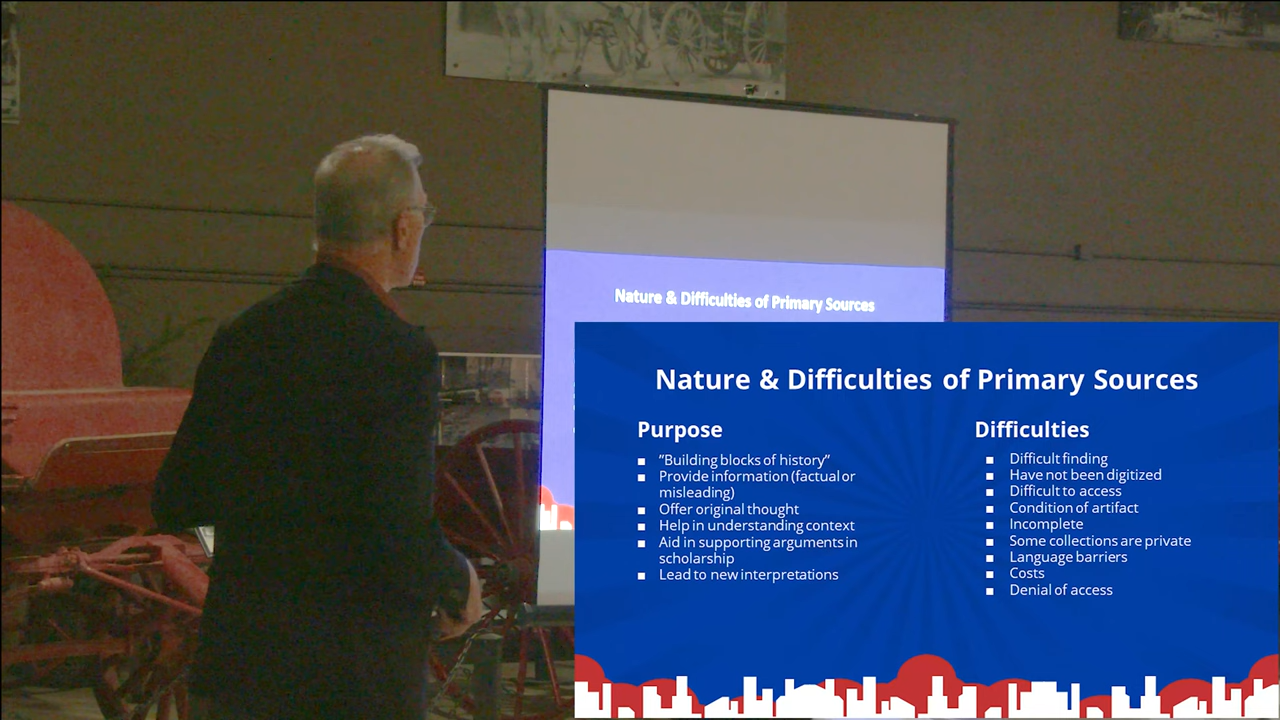 Nature & Difficulties of Primary Sources
Nature & Difficulties of Primary Sources
Purpose
■ ”Building blocks of history”
■ Provide information (factual or
misleading)
■ Offer original thought
■ Help in understanding context
■ Aid in supporting arguments in
scholarship
■ Lead to new interpretations
Difficulties
■ Difficult finding
■ Have not been digitized
■ Difficult to access
■ Condition of artifact
■ Incomplete
■ Some collections are private
■ Language barriers
■ Costs
■ Denial of access